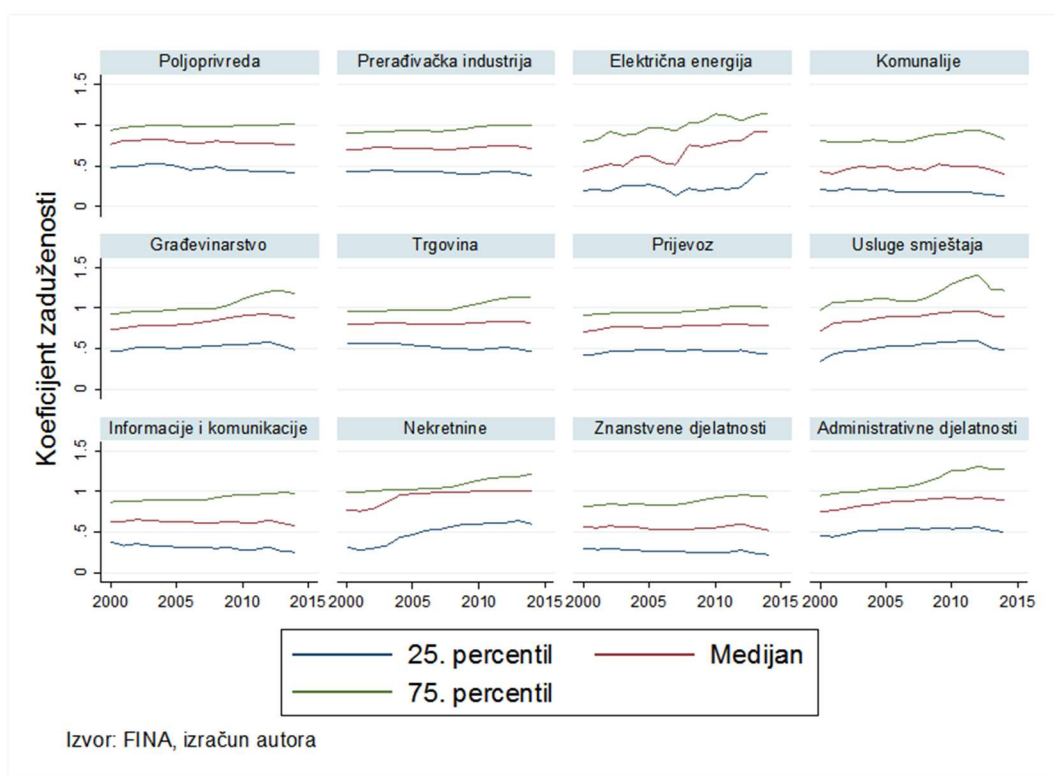 Koeficijent zaduženosti
Poljoprivreda
Prerađivačka industrija
Električna energija
Komunalije
0 .5 1 1.5
Građevinarstvo
Trgovina
Prijevoz
Usluge smještaja
0 .5 1 1.5
Informacije i komunikacije
Nekretnine
Znanstvene djelatnosti
Administrativne djelatnosti
0 .5 1 1.5
2000 2005 2010 2015 2000 2005 2010 2015 2000 2005 2010 2015 2000 2005 2010 2015
25. percentil
Medijan
75. percentil
Izvor: FINA, izračun autora